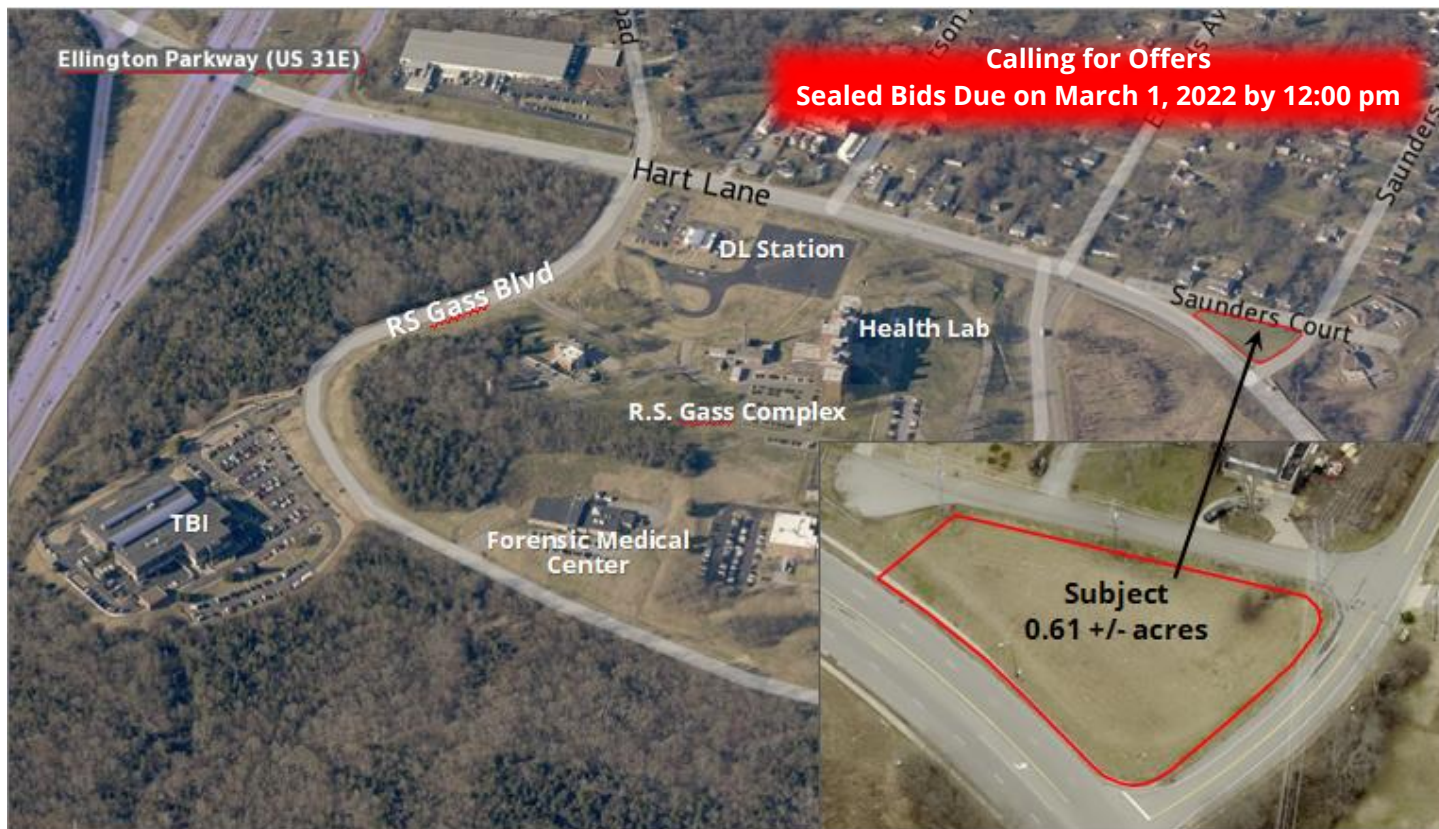 Ellington Parkway (US 31E)
Calling for Offers
Sealed Bids Due on March 1, 2022 by 12:00 pm
Hart Lane
DL Station
RS Gass Blvd
Health Lab
Saunders Court
Saunders
R.S. Gass Complex
TBI
Forensic Medical
Center
Subject
0.61 +/- acres